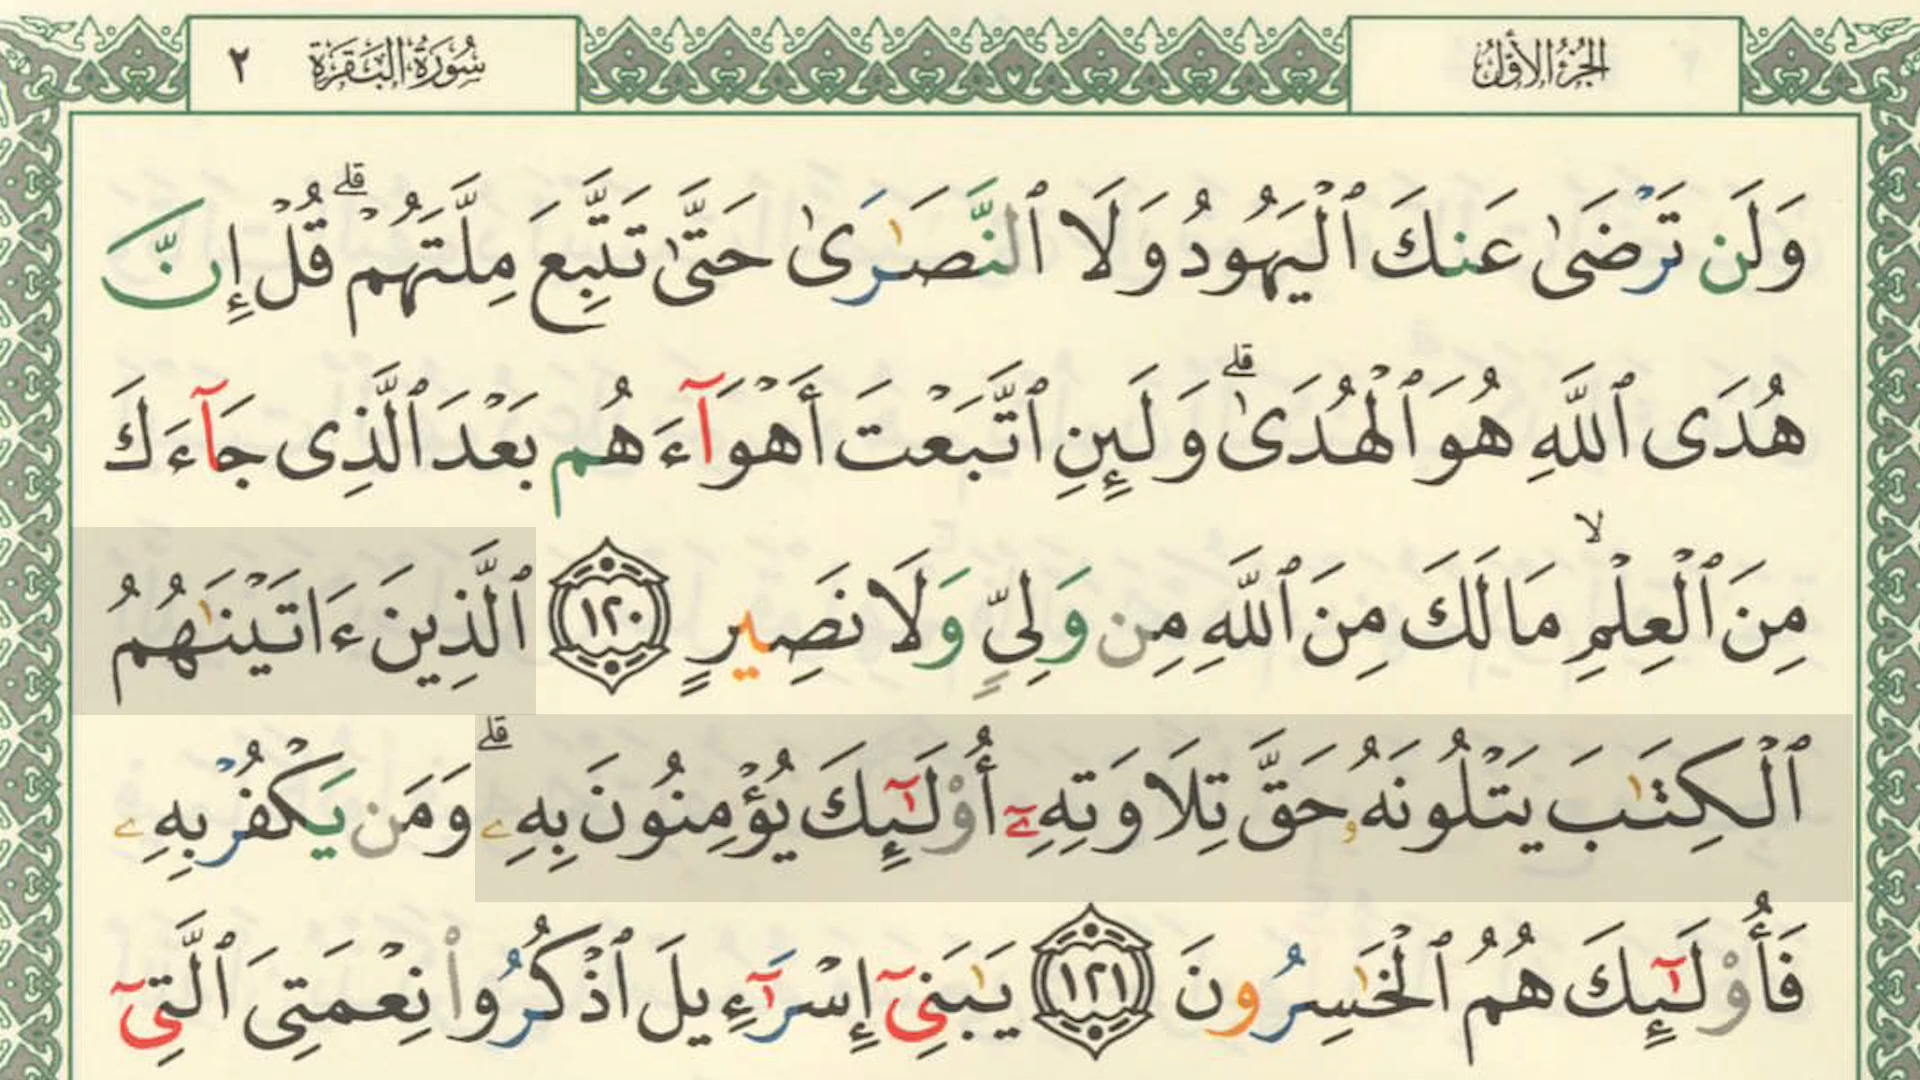 الجزء الأول
سورة البقرة ٢
وَلَن تَرْضَىٰ عَنكَ ٱلْيَهُودُ وَلَا ٱلنَّصَٰرَىٰ حَتَّىٰ تَتَّبِعَ مِلَّتَهُمْ ۗ قُلْ إِنَّ
هُدَى ٱللَّهِ هُوَ ٱلْهُدَىٰ ۗ وَلَئِنِ ٱتَّبَعْتَ أَهْوَآءَهُم بَعْدَ ٱلَّذِى جَآءَكَ
مِنَ ٱلْعِلْمِ ۙ مَا لَكَ مِنَ ٱللَّهِ مِن وَلِىٍّ وَلَا نَصِيرٍ ١٢٠ ٱلَّذِينَ ءَاتَيْنَٰهُمُ
ٱلْكِتَٰبَ يَتْلُونَهُۥ حَقَّ تِلَاوَتِهِۦٓ أُو۟لَٰٓئِكَ يُؤْمِنُونَ بِهِۦ ۗ وَمَن يَكْفُرْ بِهِۦ
فَأُو۟لَٰٓئِكَ هُمُ ٱلْخَٰسِرُونَ ١٢١ يَٰبَنِىٓ إِسْرَٰٓءِيلَ ٱذْكُرُوا۟ نِعْمَتِىَ ٱلَّتِىٓ